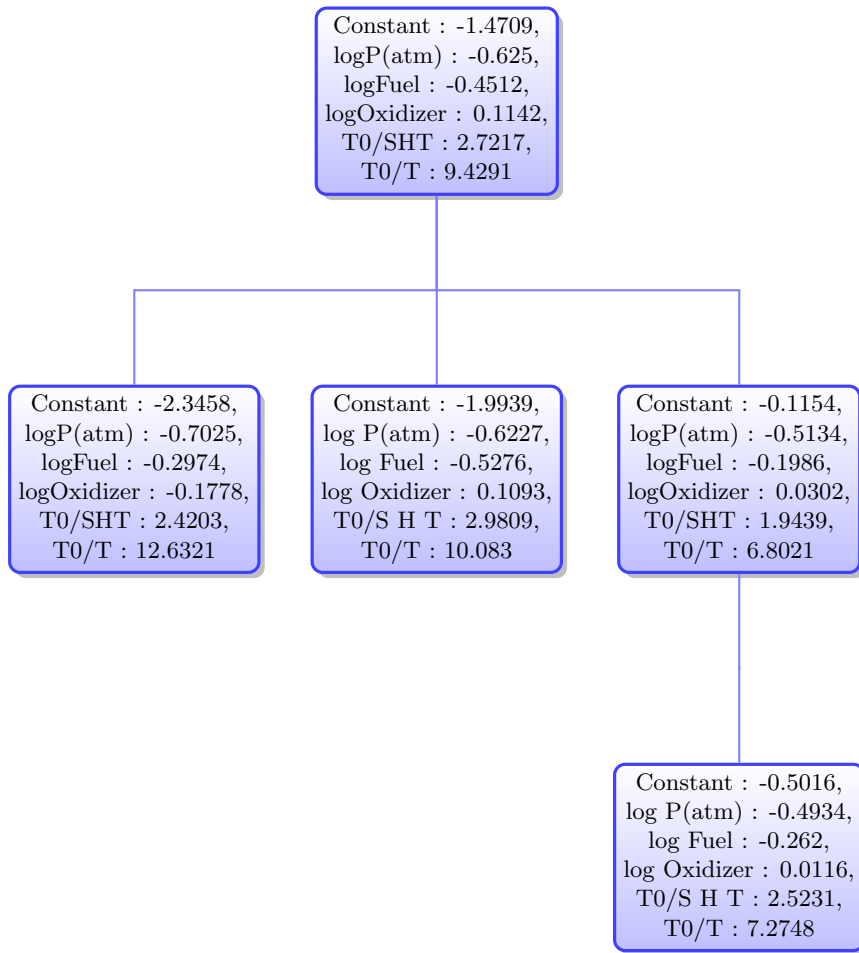 Constant : -1.4709,
logP(atm) : -0.625,
logFuel : -0.4512,
logOxidizer : 0.1142,
T0/SHT : 2.7217,
T0/T : 9.4291
Constant : -2.3458,
logP(atm) : -0.7025,
logFuel : -0.2974,
logOxidizer : -0.1778,
T0/SHT : 2.4203,
T0/T : 12.6321
Constant : -1.9939,
log P(atm) : -0.6227,
log Fuel : -0.5276,
log Oxidizer : 0.1093,
T0/S H T : 2.9809,
T0/T : 10.083
Constant : -0.1154,
logP(atm) : -0.5134,
logFuel : -0.1986,
logOxidizer : 0.0302,
T0/SHT : 1.9439,
T0/T : 6.8021
Constant : -0.5016,
log P(atm) : -0.4934,
log Fuel : -0.262,
log Oxidizer : 0.0116,
T0/S H T : 2.5231,
T0/T : 7.2748